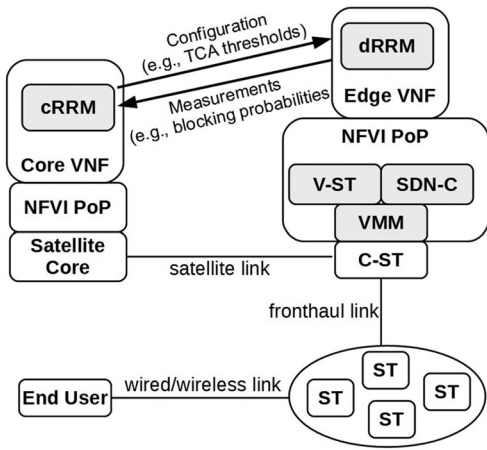 Configuration
(e.g., TCA thresholds)
dRRM
cRRM
Measurements
(e.g., blocking probabilities
Edge VNF
Core VNF
NFVI PoP
NFVI PoP
V-ST
SDN-C
VMM
Satellite
Core
C-ST
satellite link
fronthaul link
End User
wired/wireless link
ST
ST
ST
ST